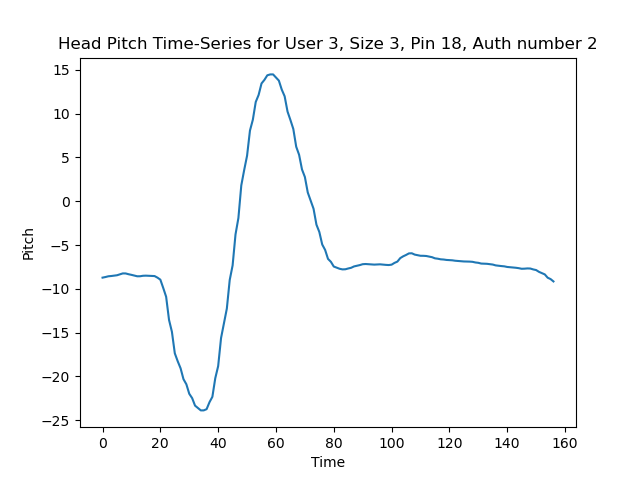 Head Pitch Time-Series for User 3, Size 3, Pin 18, Auth number 2
15
10
5
0
−5
−10
−15
−20
−25
Pitch
0 20 40 60 80 100 120 140 160
Time